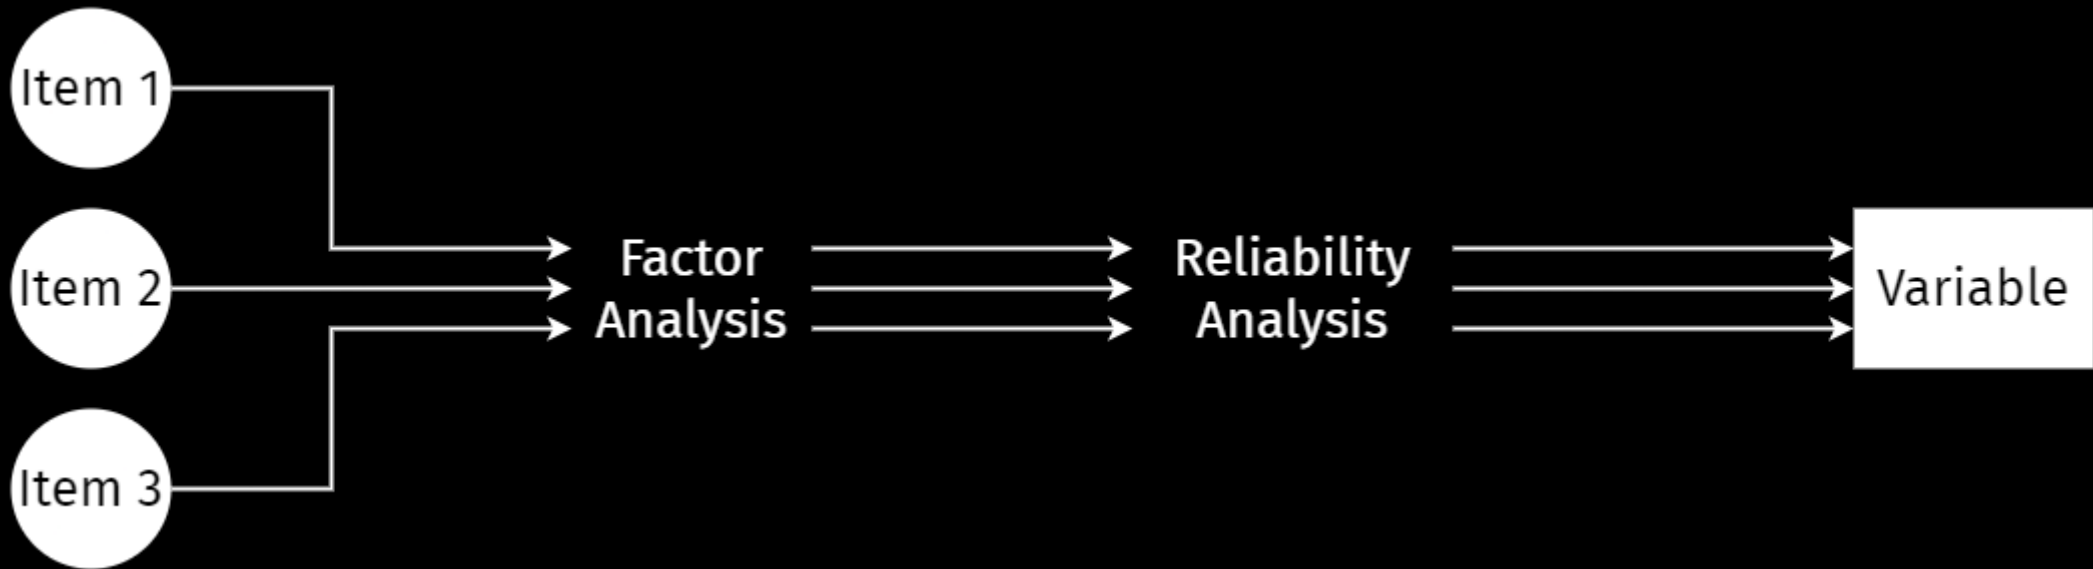 Item 1
Item 2
Item 3
Factor
Analysis
Reliability
Analysis
Variable